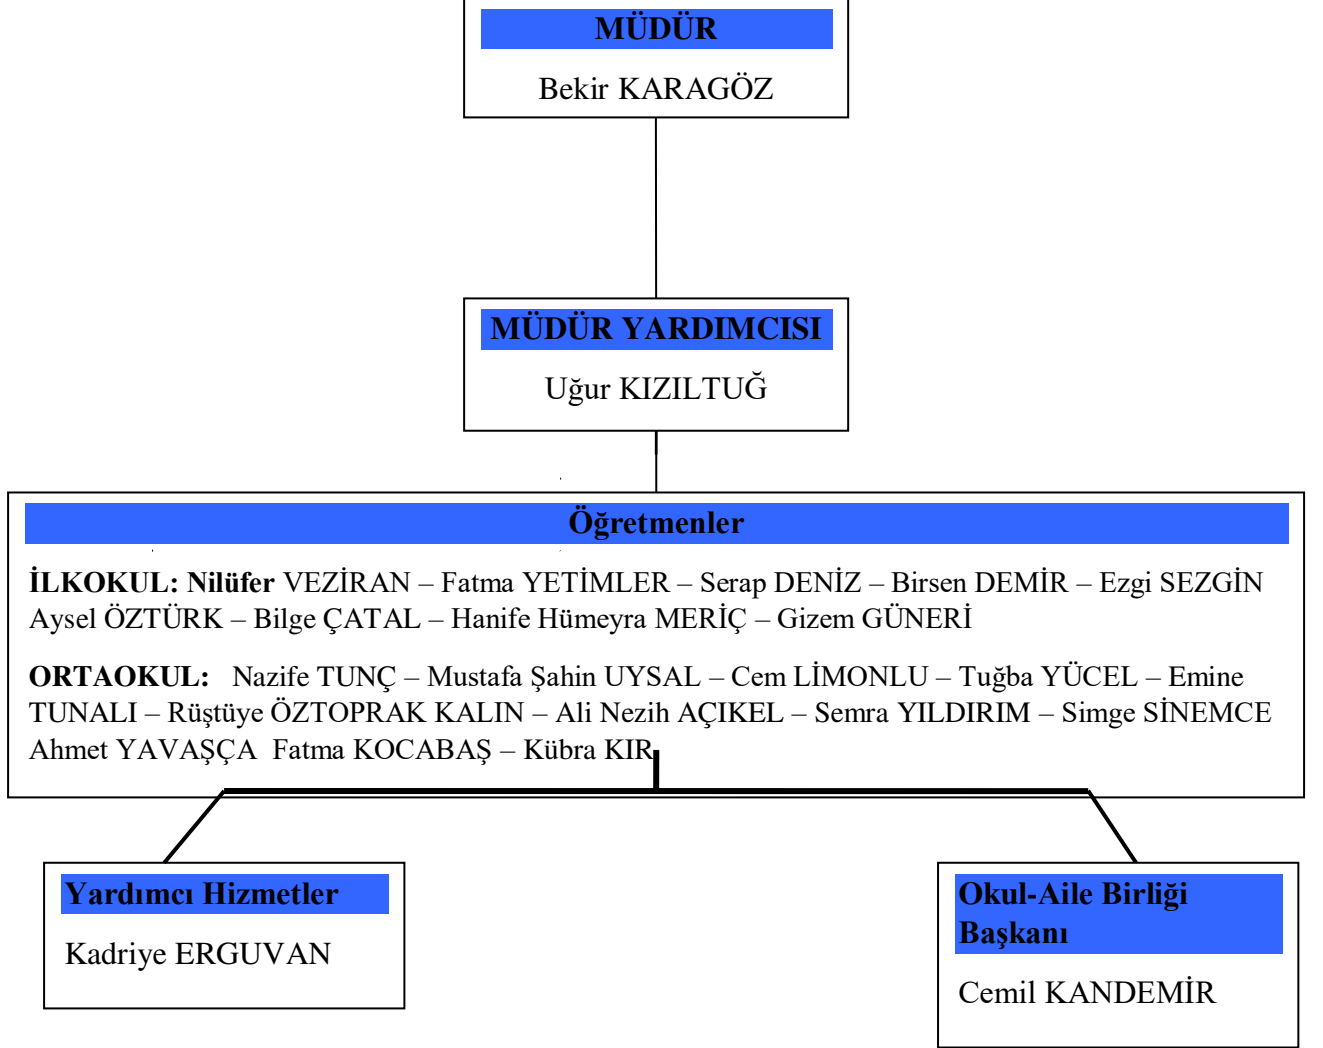 MÜDÜR
Bekir KARAGÖZ
MÜDÜR YARDIMCISI
Uğur KIZILTUĞ
Öğretmenler
İLKOKUL: Nilüfer VEZİRAN – Fatma YETİMLER – Serap DENİZ – Birsen DEMİR – Ezgi SEZGİN
Aysel ÖZTÜRK – Bilge ÇATAL – Hanife Hümeyra MERİÇ – Gizem GÜNERİ
ORTAOKUL: Nazife TUNÇ – Mustafa Şahin UYSAL – Cem LİMONLU – Tuğba YÜCEL – Emine
TUNALI – Rüştüye ÖZTOPRAK KALIN – Ali Nezih AÇIKEL – Semra YILDIRIM – Simge SİNEMCE
Ahmet YAVAŞÇA Fatma KOCABAŞ – Kübra KIR
Yardımcı Hizmetler
Kadriye ERGUVAN
Okul-Aile Birliği
Başkanı
Cemil KANDEMİR